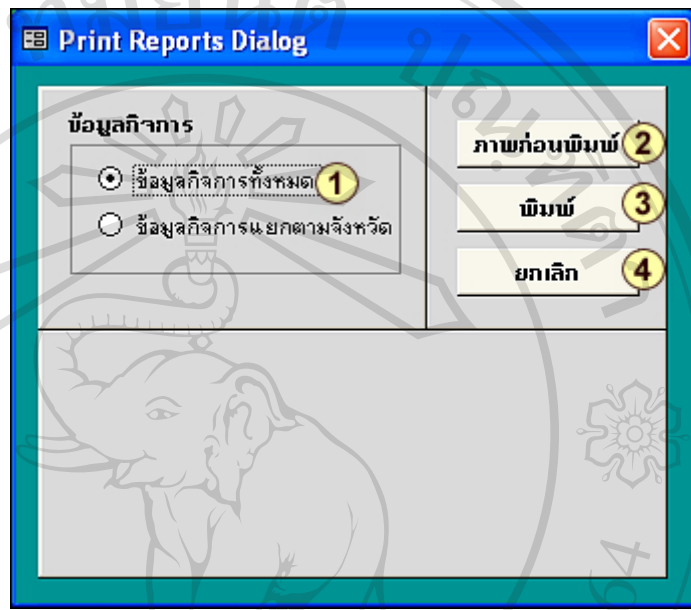 Print Reports Dialog
ข้อมูลกิจการ
ข้อมูลกิจการทั้งหมด 1
ข้อมูลกิจการแยกตามจังหวัด
ภาพก่อนพิมพ์ 2
พิมพ์ 3
ยกเลิก 4